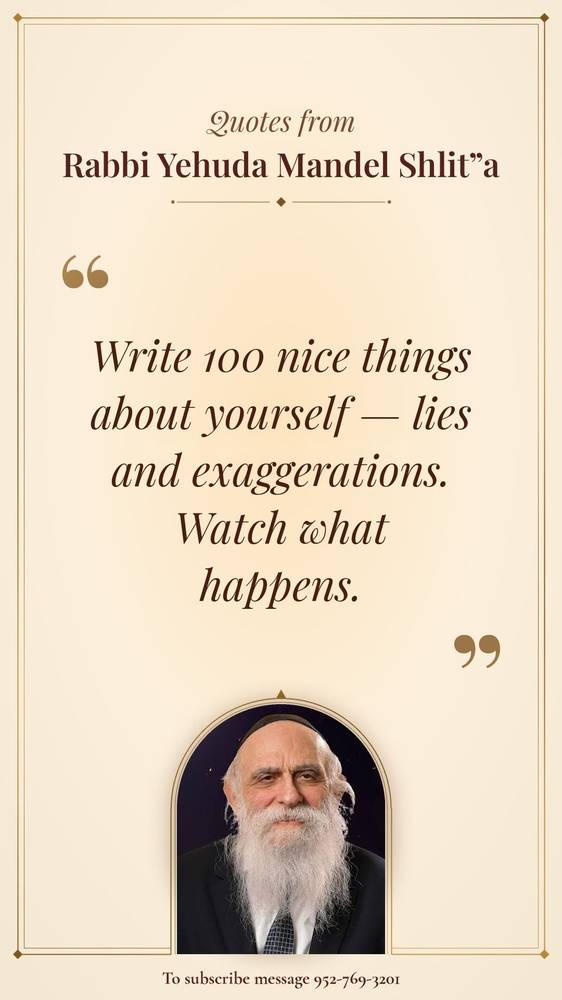 Quotes from
Rabbi Yehuda Mandel Shlit”a
“
Write 100 nice things
about yourself — lies
and exaggerations.
Watch what
happens.
”
To subscribe message 952-769-3201